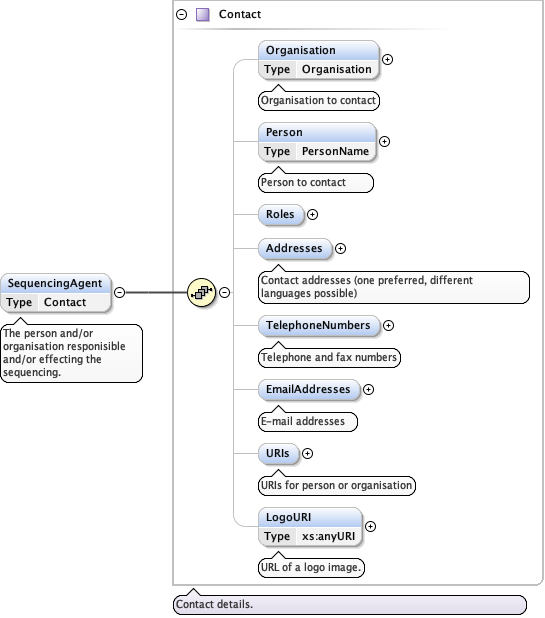 Contact
Organisation
Type Organisation
Organisation to contact
Person
Type PersonName
Person to contact
Roles
Addresses
Contact addresses (one preferred, different
languages possible)
SequencingAgent
Type Contact
The person and/or
organisation responisible
and/or effecting the
sequencing.
TelephoneNumbers
Telephone and fax numbers
EmailAddresses
E-mail addresses
URIs
URIs for person or organisation
LogoURI
Type xs:anyURI
URL of a logo image.
Contact details.